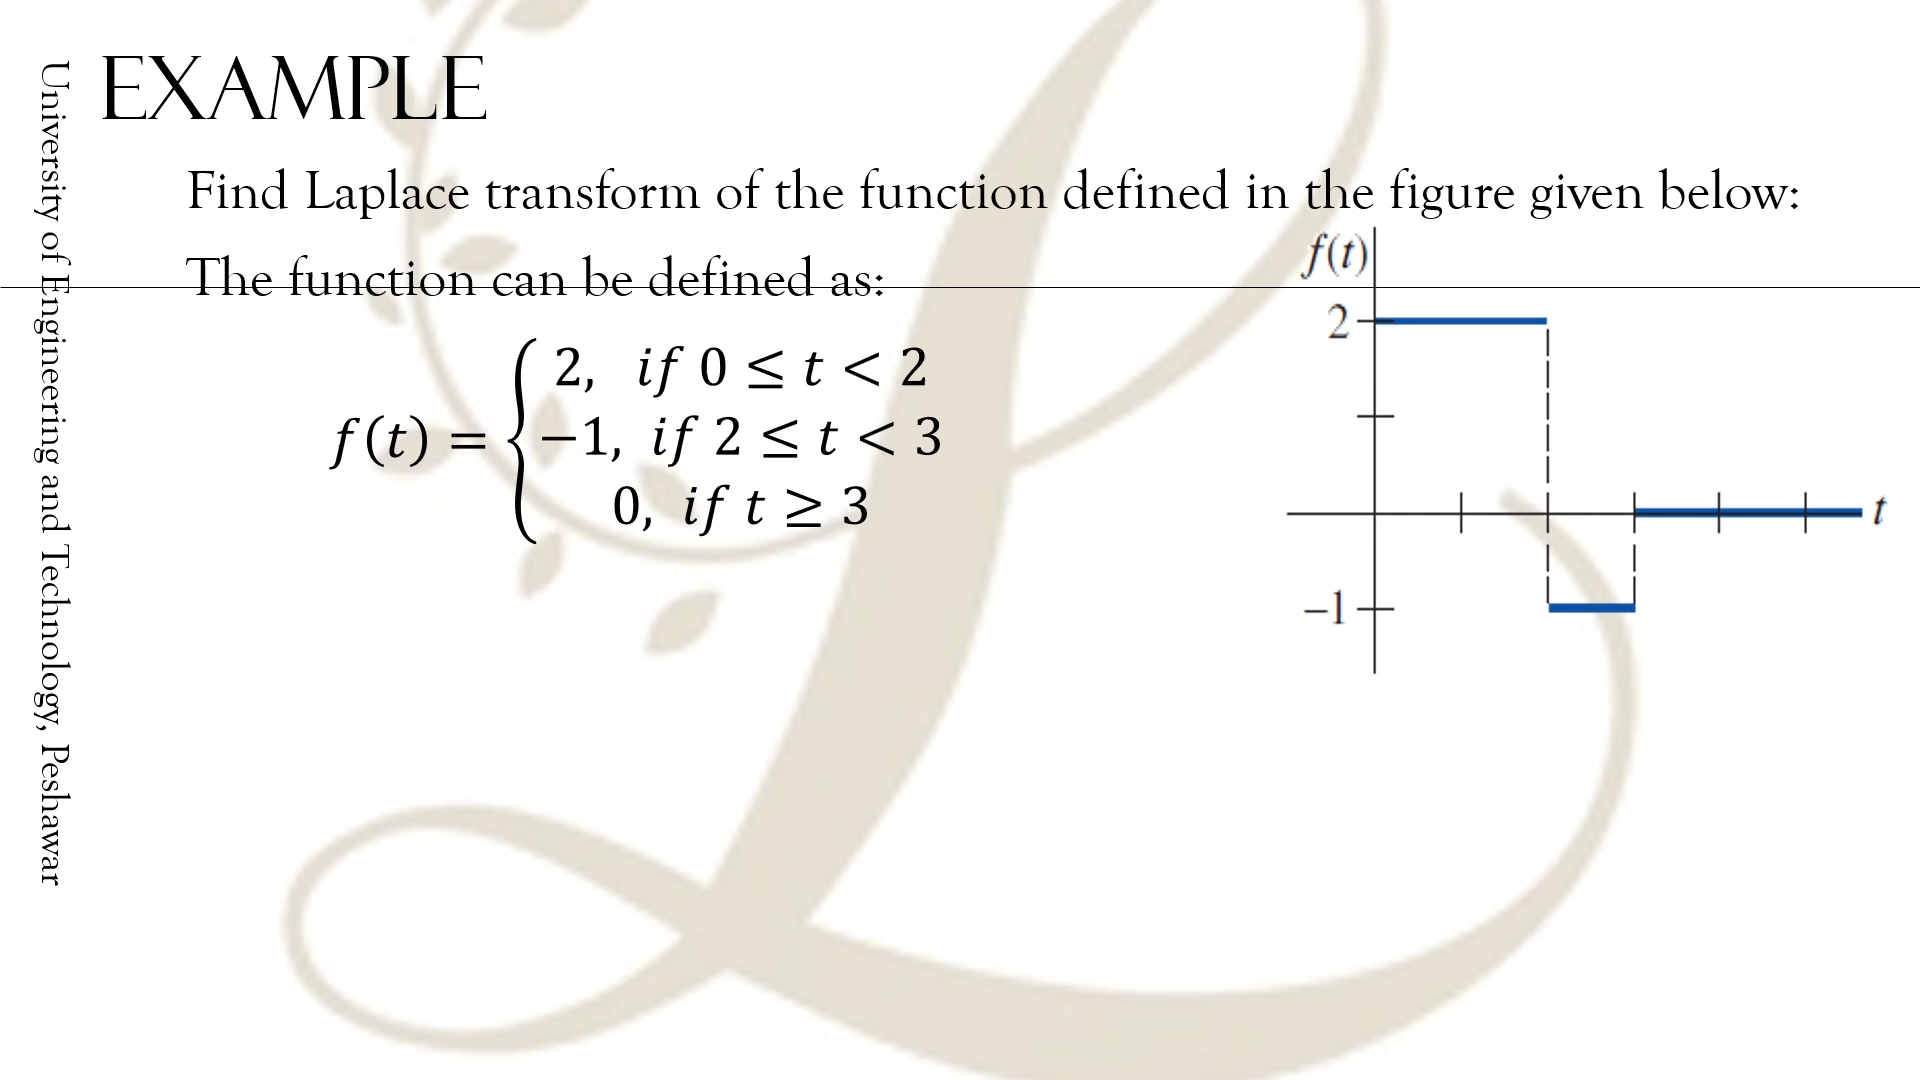 EXAMPLE
Find Laplace transform of the function defined in the figure given below:
The function can be defined as:
f(t) = { 2, if 0 ≤ t < 2
−1, if 2 ≤ t < 3
0, if t ≥ 3
f(t)
2
−1
t
University of Engineering and Technology, Peshawar